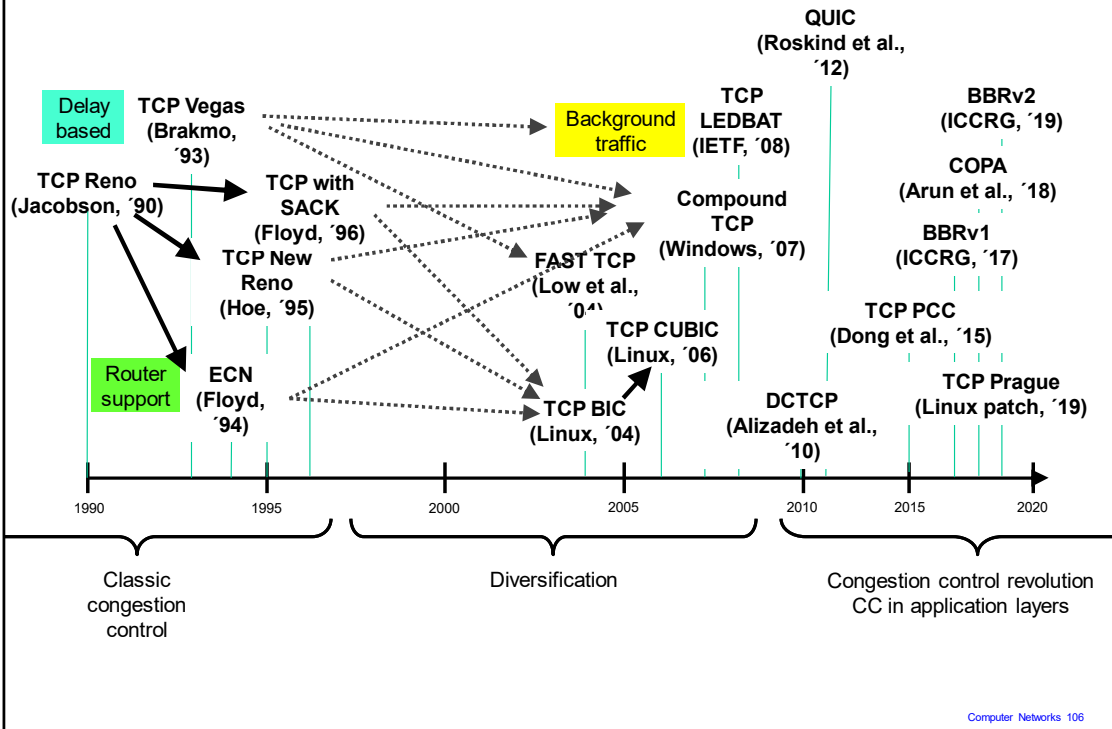 QUIC
(Roskind et al.,
´12)
Delay
based
TCP Vegas
(Brakmo,
´93)
Background
traffic
TCP
LEDBAT
(IETF, ´08)
BBRv2
(ICCRG, ´19)
TCP Reno
(Jacobson, ´90)
TCP with
SACK
(Floyd, ´96)
Compound
TCP
(Windows, ´07)
COPA
(Arun et al., ´18)
TCP New
Reno
(Hoe, ´95)
FAST TCP
(Low et al.,
´04)
BBRv1
(ICCRG, ´17)
TCP CUBIC
(Linux, ´06)
TCP PCC
(Dong et al., ´15)
Router
support
ECN
(Floyd,
´94)
TCP BIC
(Linux, ´04)
DCTCP
(Alizadeh et al.,
´10)
TCP Prague
(Linux patch, ´19)
1990
1995
2000
2005
2010
2015
2020
Classic
congestion
control
Diversification
Congestion control revolution
CC in application layers
Computer Networks 106